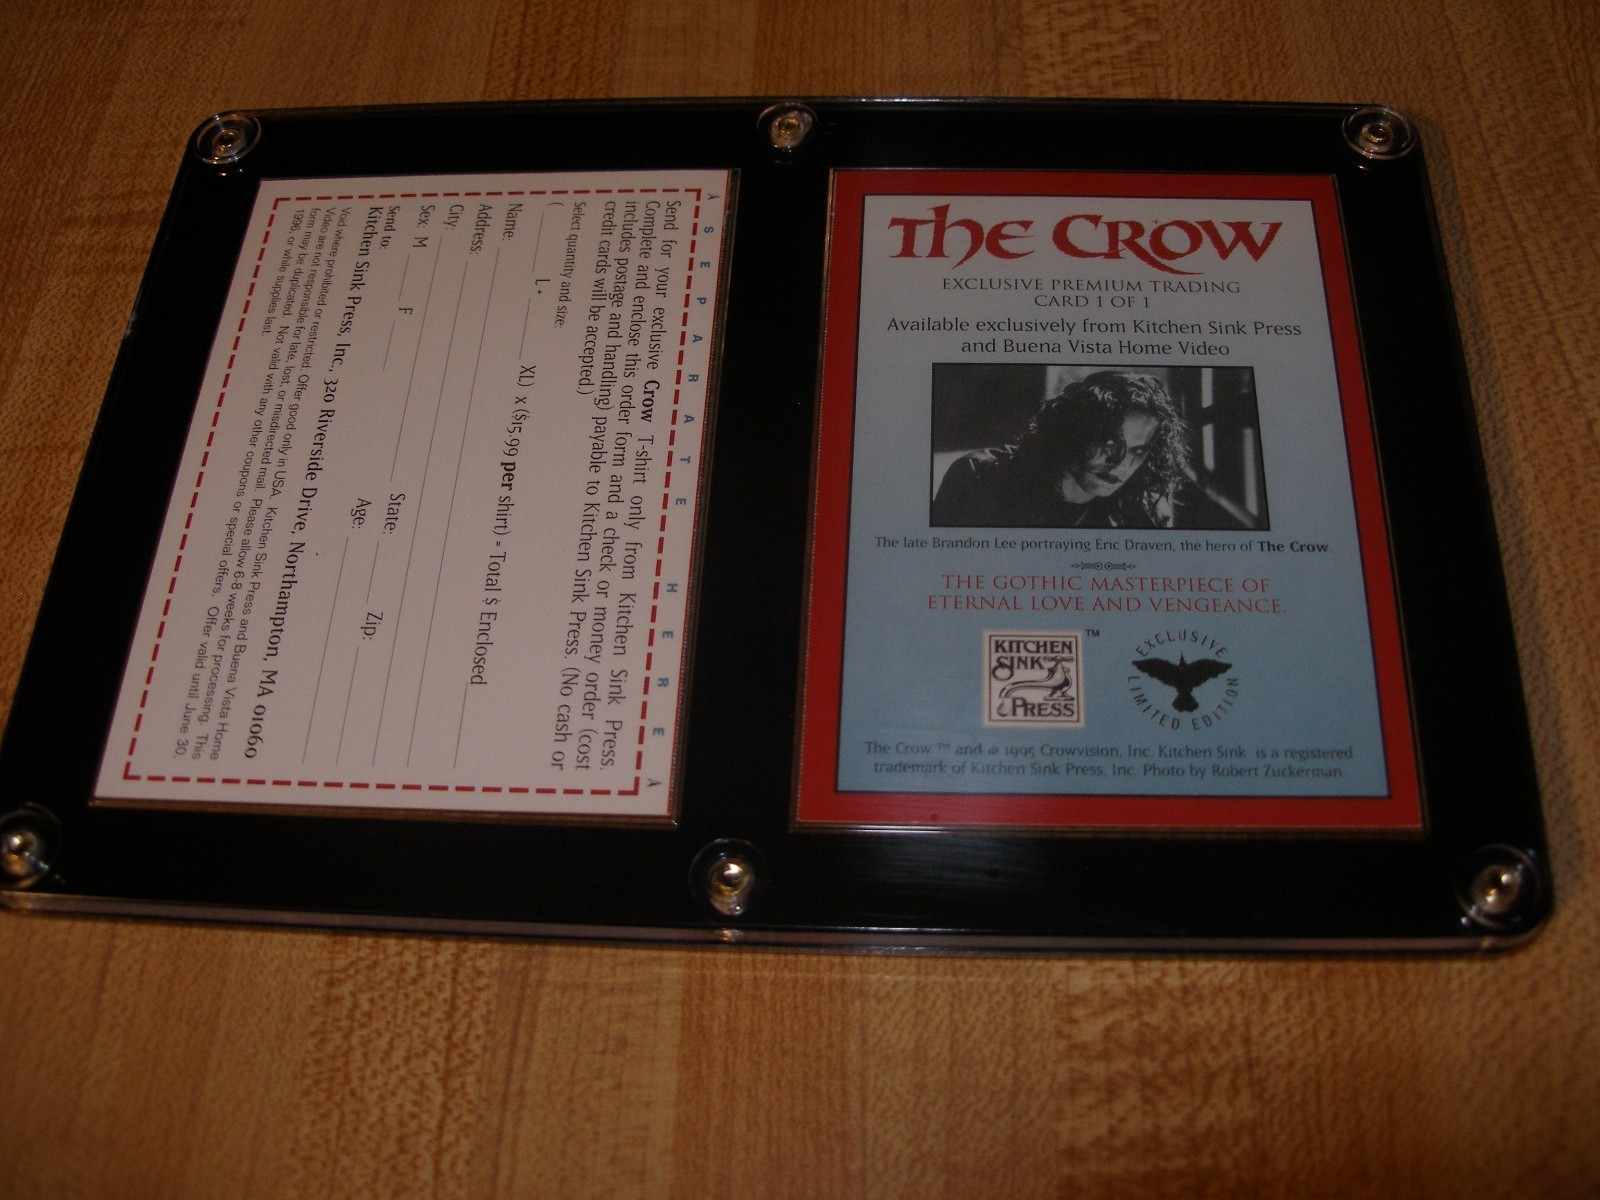 A SEPARATE HERE A
Send for your exclusive Crow T-shirt only from Kitchen Sink Press.
Complete and enclose this order form and a check or money order (cost
includes postage and handling) payable to Kitchen Sink Press. (No cash or
credit cards will be accepted.)
Select quantity and size:
( L • XL) x ($15.99 per shirt) = Total $ Enclosed
Name:
Address:
City: State: Zip:
Sex: M F Age:
Send to:
Kitchen Sink Press, Inc., 320 Riverside Drive, Northampton, MA 01060
Void where prohibited or restricted. Offer good only in USA. Kitchen Sink Press and Buena Vista Home
Video are not responsible for late, lost, or misdirected mail. Please allow 6-8 weeks for processing. This
form may be duplicated. Not valid with any other coupons or special offers. Offer valid until June 30,
1996, or while supplies last.
The Crow
EXCLUSIVE PREMIUM TRADING
CARD 1 OF 1
Available exclusively from Kitchen Sink Press
and Buena Vista Home Video
The late Brandon Lee portraying Eric Draven, the hero of The Crow
THE GOTHIC MASTERPIECE OF
ETERNAL LOVE AND VENGEANCE.
KITCHEN
SINK
PRESS
TM
EXCLUSIVE
LIMITED EDITION
The Crow ™ and © 1995 Crowvision, Inc. Kitchen Sink is a registered
trademark of Kitchen Sink Press, Inc. Photo by Robert Zuckerman